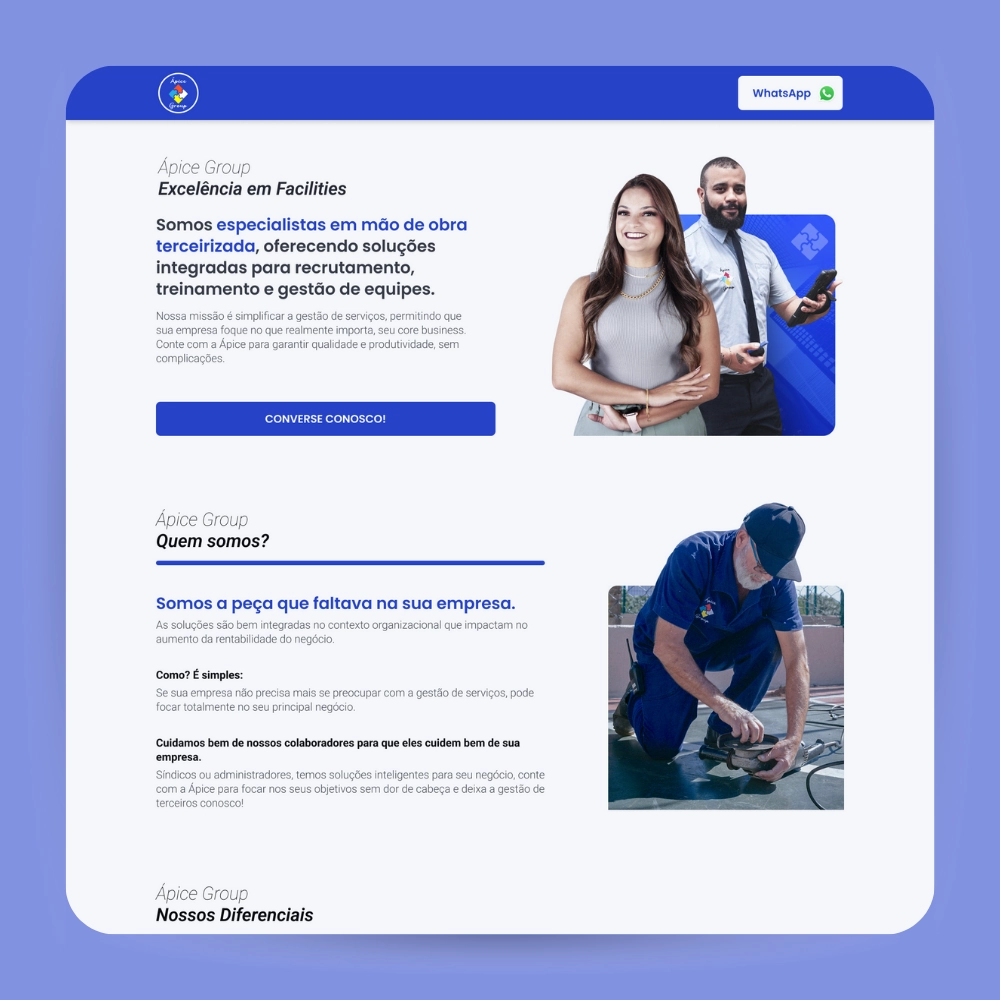 Ápice
Group
WhatsApp
Ápice Group
Excelência em Facilities
Somos especialistas em mão de obra
terceirizada, oferecendo soluções
integradas para recrutamento,
treinamento e gestão de equipes.
Nossa missão é simplificar a gestão de serviços, permitindo que
sua empresa foque no que realmente importa, seu core business.
Conte com a Ápice para garantir qualidade e produtividade, sem
complicações.
CONVERSE CONOSCO!
Ápice
Group
Ápice Group
Quem somos?
Somos a peça que faltava na sua empresa.
As soluções são bem integradas no contexto organizacional que impactam no
aumento da rentabilidade do negócio.
Como? É simples:
Se sua empresa não precisa mais se preocupar com a gestão de serviços, pode
focar totalmente no seu principal negócio.
Cuidamos bem de nossos colaboradores para que eles cuidem bem de sua
empresa.
Síndicos ou administradores, temos soluções inteligentes para seu negócio, conte
com a Ápice para focar nos seus objetivos sem dor de cabeça e deixa a gestão de
terceiros conosco!
Ápice
Group
Ápice Group
Nossos Diferenciais